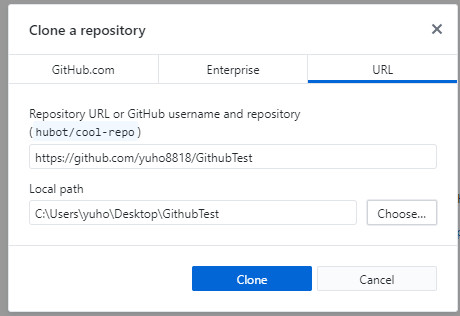 Clone a repository
GitHub.com
Enterprise
URL
Repository URL or GitHub username and repository
(hubot/cool-repo)
https://github.com/yuho8818/GithubTest
Local path
C:\Users\yuho\Desktop\GithubTest
Choose...
Clone
Cancel